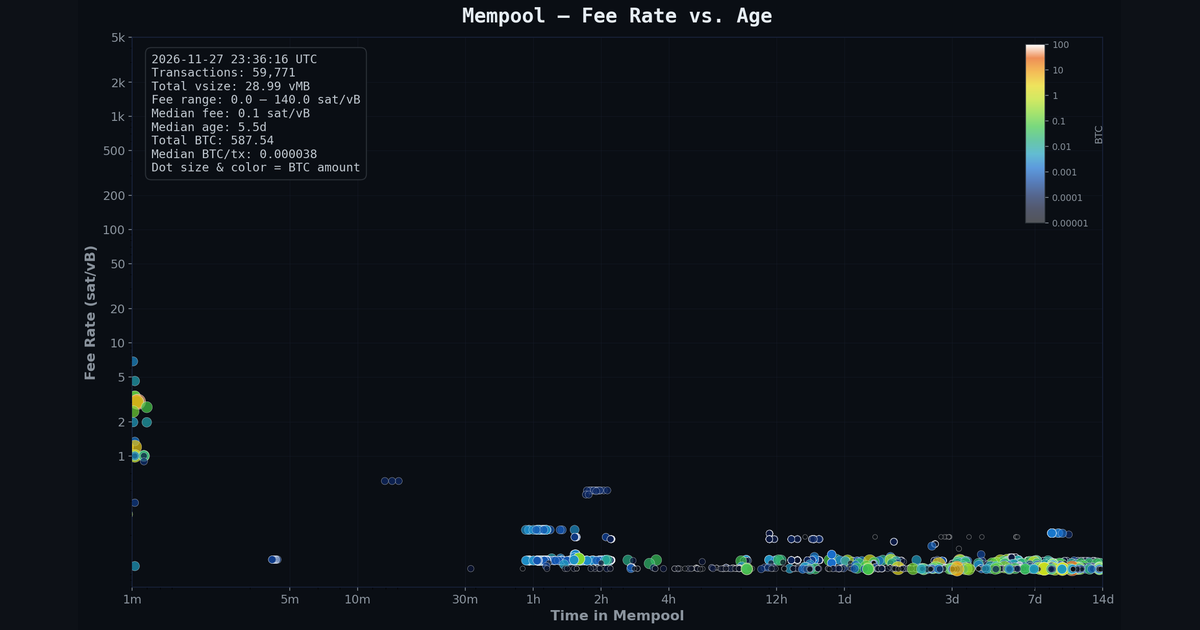 Mempool — Fee Rate vs. Age
2026-11-27 23:36:16 UTC
Transactions: 59,771
Total vsize: 28.99 vMB
Fee range: 0.0 – 140.0 sat/vB
Median fee: 0.1 sat/vB
Median age: 5.5d
Total BTC: 587.54
Median BTC/tx: 0.000038
Dot size & color = BTC amount
100
10
1
0.1
0.01
0.001
0.0001
0.00001
BTC
Fee Rate (sat/vB)
5k
2k
1k
500
200
100
50
20
10
5
2
1
1m 5m 10m 30m 1h 2h 4h 12h 1d 3d 7d 14d
Time in Mempool